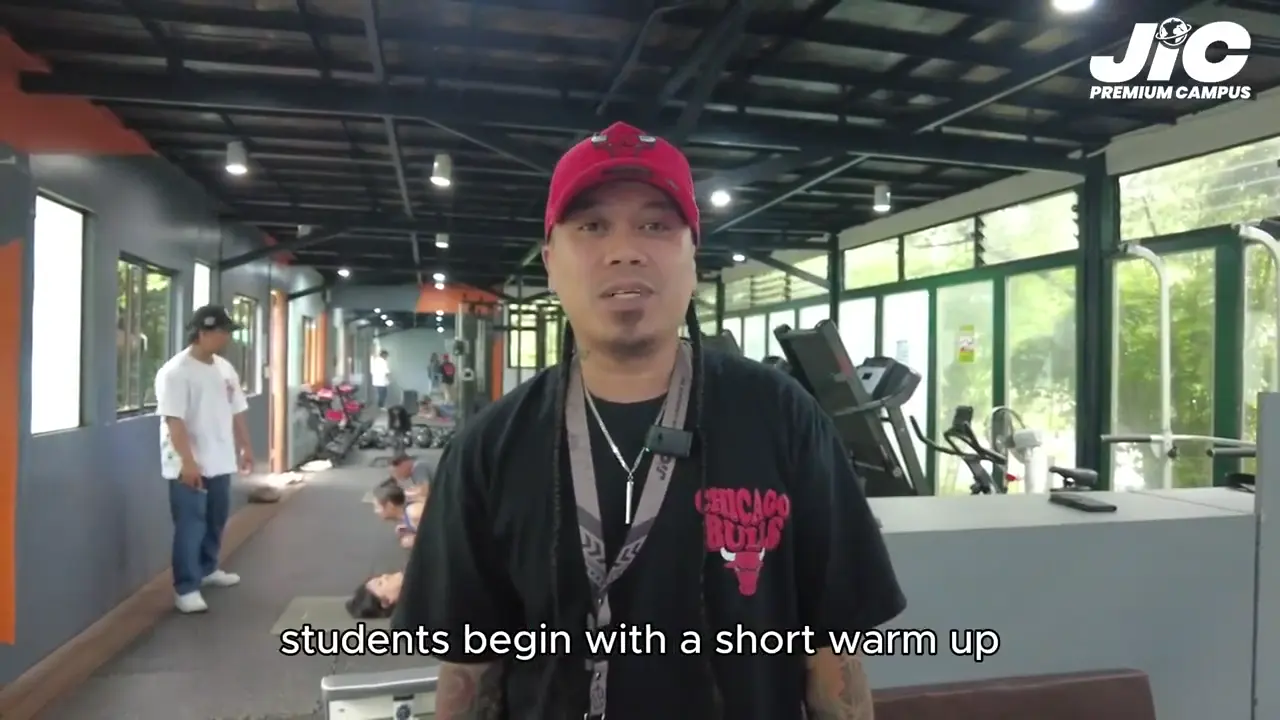 JIC
PREMIUM CAMPUS
CHICAGO
BULLS
students begin with a short warm up